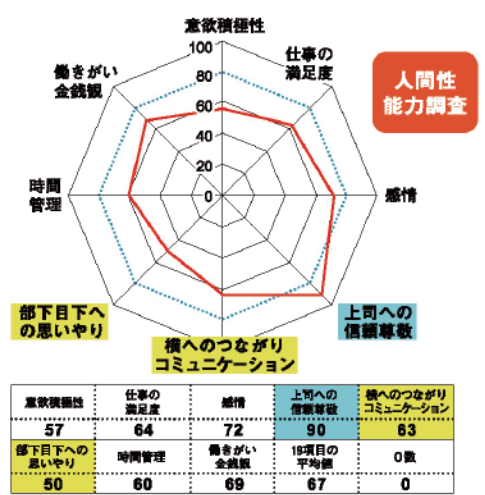 意欲積極性
100
80
60
40
20
0
仕事の
満足度
働きがい
金銭観
人間性
能力調査
時間
管理
感情
部下目下へ
の思いやり
上司への
信頼尊敬
横へのつながり
コミュニケーション
意欲積極性
仕事の
満足度
感情
上司への
信頼尊敬
横へのつながり
コミュニケーション
57
64
72
90
63
部下目下への
思いやり
時間管理
働きがい
金銭観
19項目の
平均値
0数
50
60
69
67
0